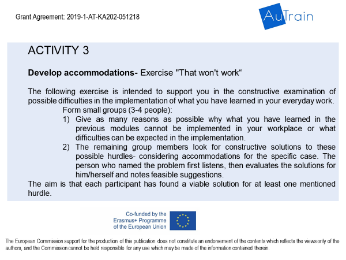 Grant Agreement: 2019-1-AT-KA202-051218
AuTrain
ACTIVITY 3
Develop accommodations- Exercise "That won't work"
The following exercise is intended to support you in the constructive examination of
possible difficulties in the implementation of what you have learned in your everyday work.
Form small groups (3-4 people):
1) Give as many reasons as possible why what you have learned in the
previous modules cannot be implemented in your workplace or what
difficulties can be expected in the implementation.
2) The remaining group members look for constructive solutions to these
possible hurdles- considering accommodations for the specific case. The
person who named the problem first listens, then evaluates the solutions for
him/herself and notes feasible suggestions.
The aim is that each participant has found a viable solution for at least one mentioned
hurdle.
Co-funded by the
Erasmus+ Programme
of the European Union
The European Commission support for the production of this publication does not constitute an endorsement of the contents which reflects the views only of the
authors, and the Commission cannot be held responsible for any use which may be made of the information contained therein